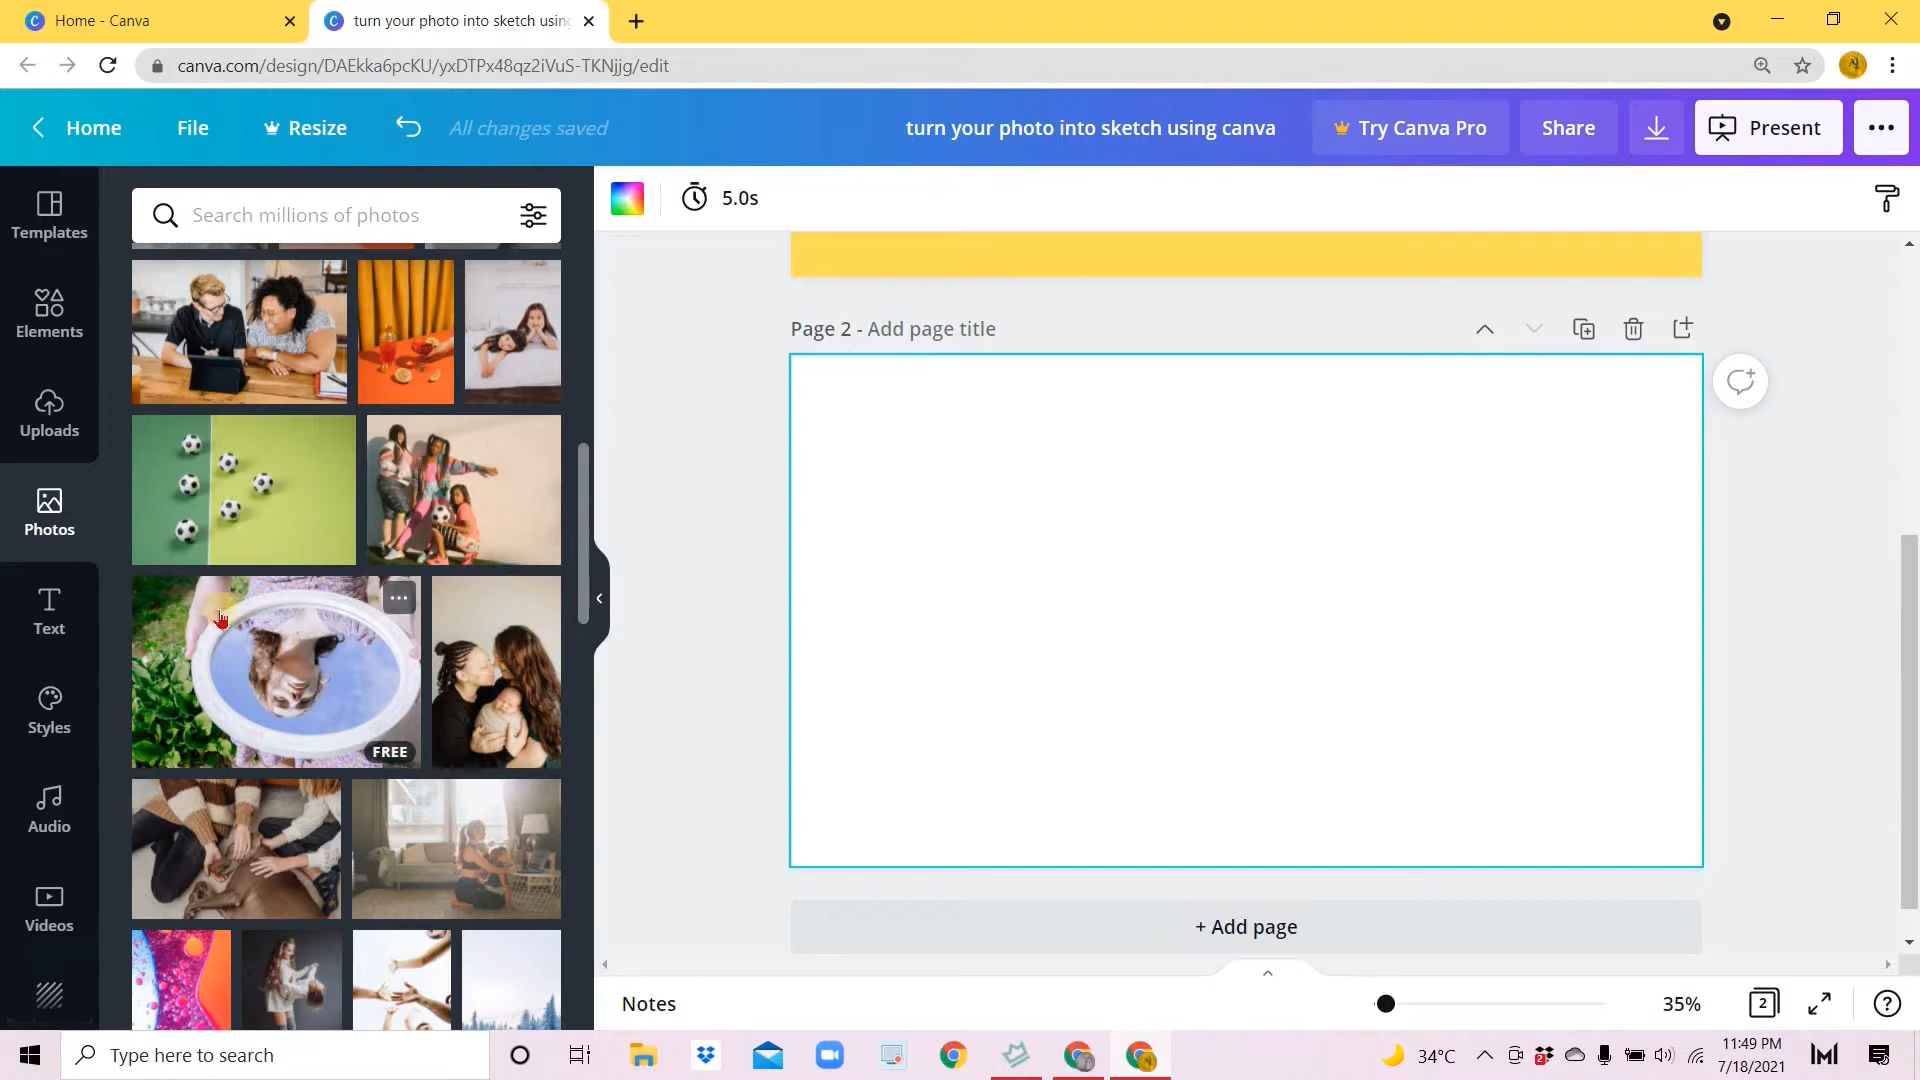 Home - Canva
turn your photo into sketch using
canva.com/design/DAEkka6pcKU/yxDTPx48qz2iVuS-TKNjjg/edit
Home
File
Resize
All changes saved
turn your photo into sketch using canva
Try Canva Pro
Share
Present
Templates
Elements
Uploads
Photos
Text
Styles
Audio
Videos
Search millions of photos
FREE
5.0s
Page 2 - Add page title
+ Add page
Notes
35%
2
Type here to search
34°C
11:49 PM
7/18/2021